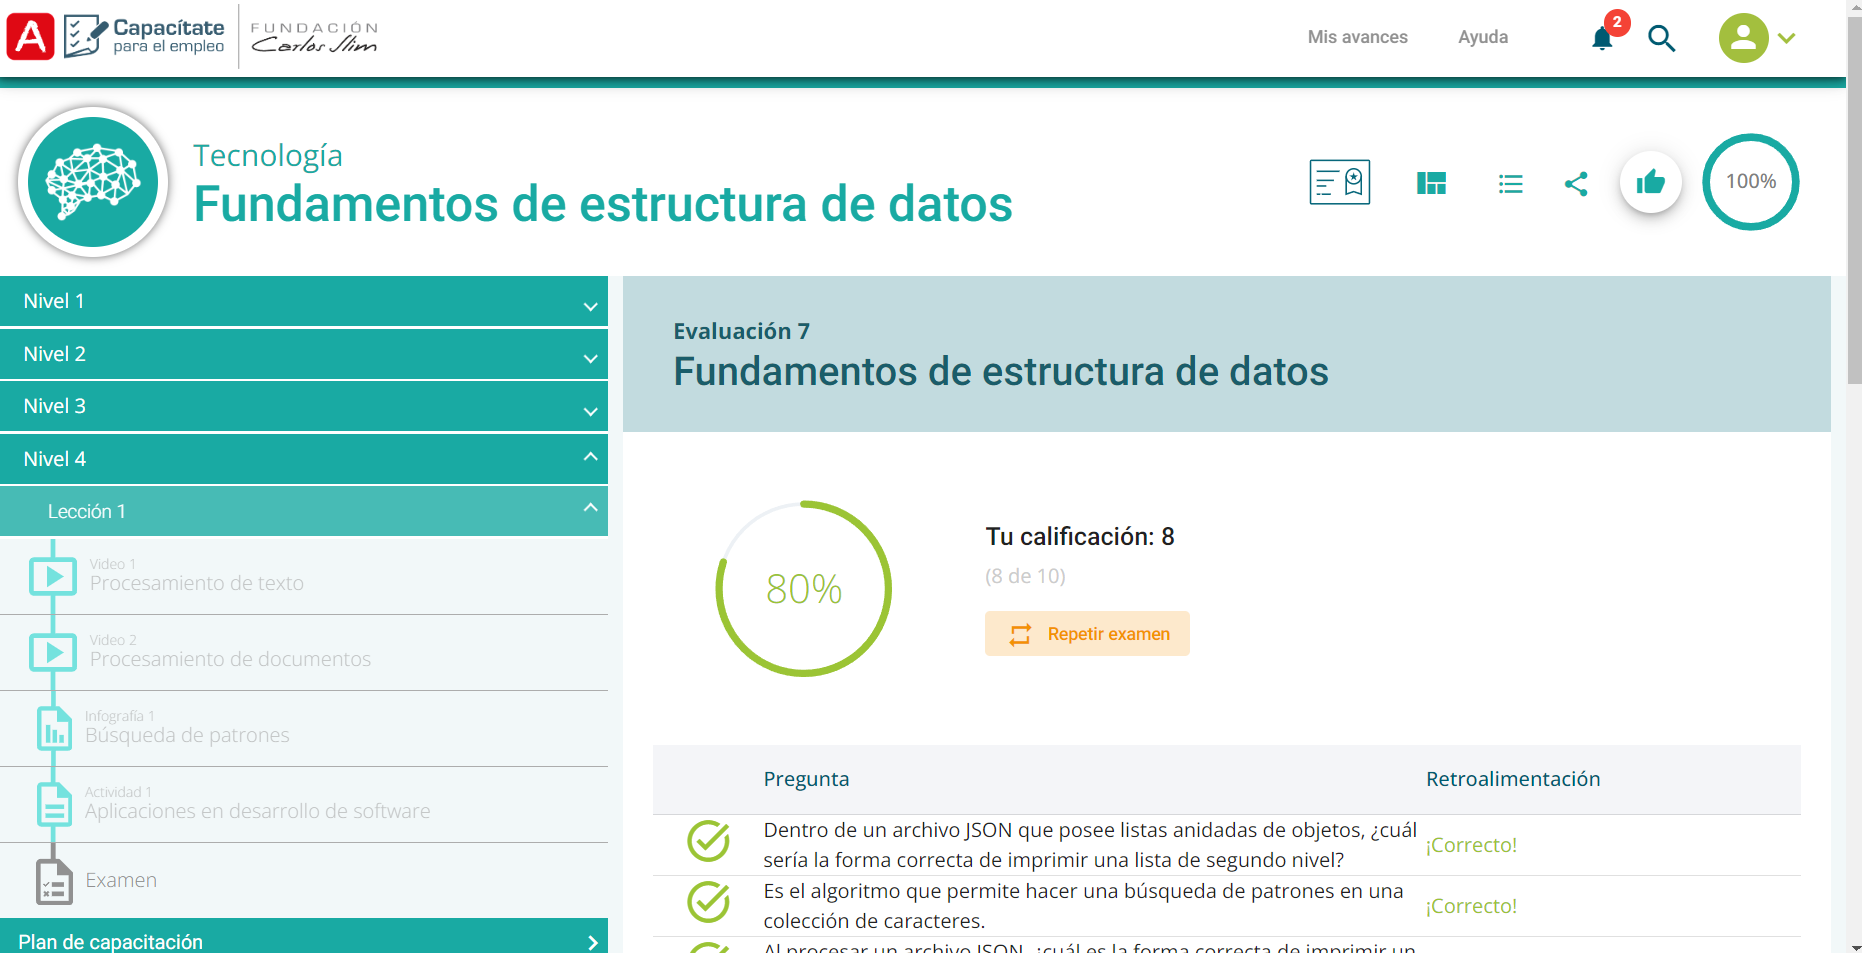 A
Capacítate
para el empleo
FUNDACIÓN
Carlos Slim
Mis avances
Ayuda
2
Tecnología
Fundamentos de estructura de datos
100%
Nivel 1
Nivel 2
Nivel 3
Nivel 4
Lección 1
Video 1
Procesamiento de texto
Video 2
Procesamiento de documentos
Infografía 1
Búsqueda de patrones
Actividad 1
Aplicaciones en desarrollo de software
Examen
Plan de capacitación
Evaluación 7
Fundamentos de estructura de datos
80%
Tu calificación: 8
(8 de 10)
Repetir examen
Pregunta
Retroalimentación
Dentro de un archivo JSON que posee listas anidadas de objetos, ¿cuál
sería la forma correcta de imprimir una lista de segundo nivel?
¡Correcto!
Es el algoritmo que permite hacer una búsqueda de patrones en una
colección de caracteres.
¡Correcto!
Al procesar un archivo JSON, ¿cuál es la forma correcta de imprimir un